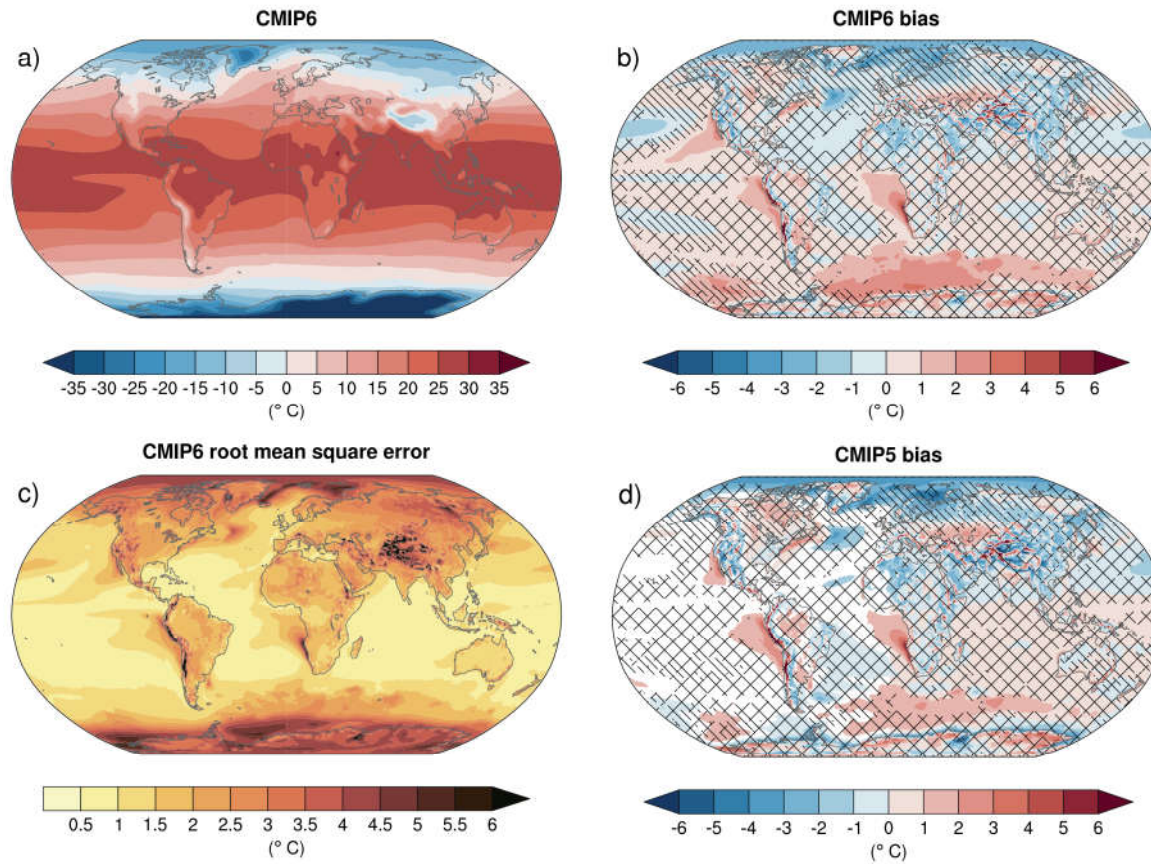 CMIP6
a)
-35 -30 -25 -20 -15 -10 -5 0 5 10 15 20 25 30 35
(° C)
CMIP6 bias
b)
-6 -5 -4 -3 -2 -1 0 1 2 3 4 5 6
(° C)
CMIP6 root mean square error
c)
0.5 1 1.5 2 2.5 3 3.5 4 4.5 5 5.5 6
(° C)
CMIP5 bias
d)
-6 -5 -4 -3 -2 -1 0 1 2 3 4 5 6
(° C)